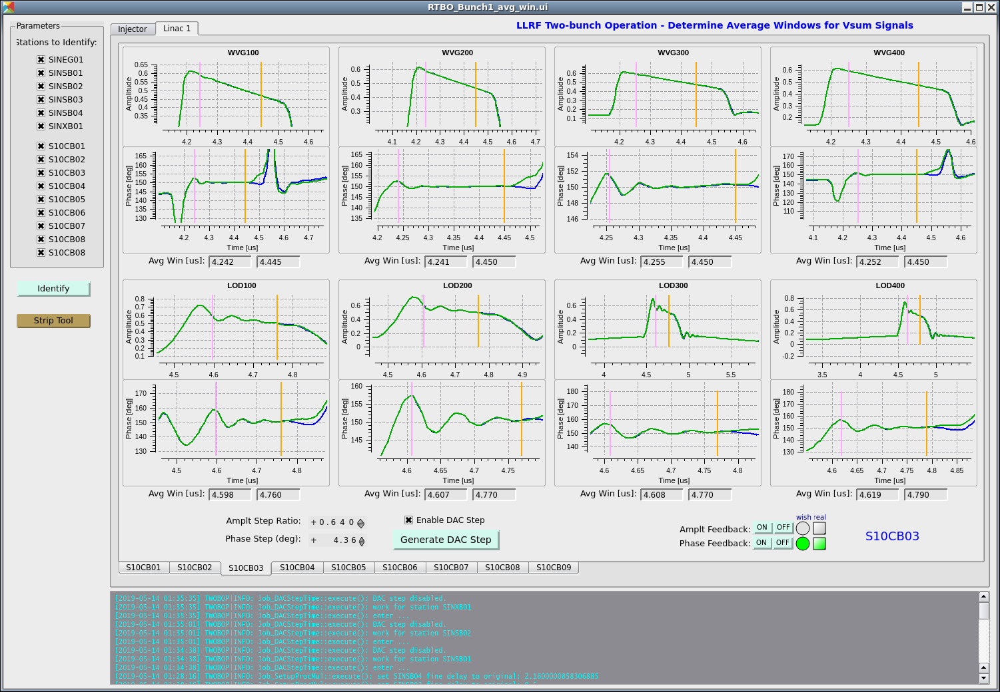 RTBO_Bunch1_avg_win.ui
Parameters
Stations to Identify:
SINEG01
SINSB01
SINSB02
SINSB03
SINSB04
SINXB01
S10CB01
S10CB02
S10CB03
S10CB04
S10CB05
S10CB06
S10CB07
S10CB08
S10CB08
Identify
Strip Tool
Injector Linac 1
LLRF Two-bunch Operation - Determine Average Windows for Vsum Signals
WVG100
Amplitude
0.65
0.6
0.55
0.5
0.45
0.4
0.35
4.2 4.3 4.4 4.5 4.6
Phase [deg]
165
160
155
150
145
140
135
130
4.2 4.3 4.4 4.5 4.6 4.7
Time [us]
Avg Win [us]: 4.242 4.445
WVG200
Amplitude
0.6
0.5
0.4
0.3
4.1 4.2 4.3 4.4 4.5 4.6 4.7
Phase [deg]
165
160
155
150
145
140
135
4.2 4.25 4.3 4.35 4.4 4.45 4.5
Time [us]
Avg Win [us]: 4.241 4.450
WVG300
Amplitude
0.6
0.5
0.4
0.3
0.2
0.1
4.2 4.3 4.4 4.5 4.6
Phase [deg]
154
152
150
148
146
4.25 4.3 4.35 4.4 4.45
Time [us]
Avg Win [us]: 4.255 4.450
WVG400
Amplitude
0.6
0.5
0.4
0.3
0.2
4.2 4.3 4.4 4.5 4.6
Phase [deg]
170
160
150
140
130
120
110
4.1 4.2 4.3 4.4 4.5 4.6
Time [us]
Avg Win [us]: 4.252 4.450
LOD100
Amplitude
0.8
0.7
0.6
0.5
0.4
0.3
0.2
0.1
4.5 4.6 4.7 4.8
Phase [deg]
170
160
150
140
130
4.5 4.6 4.7 4.8
Time [us]
Avg Win [us]: 4.598 4.760
LOD200
Amplitude
0.6
0.4
0.2
0
4.5 4.6 4.7 4.8 4.9
Phase [deg]
160
155
150
145
4.6 4.65 4.7 4.75
Time [us]
Avg Win [us]: 4.607 4.770
LOD300
Amplitude
0.6
0.4
0.2
0
4 4.5 5 5.5
Phase [deg]
180
170
160
150
140
4.6 4.65 4.7 4.75 4.8
Time [us]
Avg Win [us]: 4.608 4.770
LOD400
Amplitude
0.8
0.6
0.4
0.2
0
-0.2
3.5 4 4.5 5
Phase [deg]
180
170
160
150
140
130
4.6 4.65 4.7 4.75 4.8 4.85
Time [us]
Avg Win [us]: 4.619 4.790
Amplt Step Ratio: +0.640
Phase Step (deg): + 4.36
Enable DAC Step
Generate DAC Step
wish real
Amplt Feedback: ON OFF
Phase Feedback: ON OFF
S10CB03
S10CB01 S10CB02 S10CB03 S10CB04 S10CB05 S10CB06 S10CB07 S10CB08 S10CB09
[2019-05-14 01:35:35] TWOBOP|INFO: Job_DACStepTime::execute(): DAC step disabled.
[2019-05-14 01:35:35] TWOBOP|INFO: Job_DACStepTime::execute(): work for station SINXB01
[2019-05-14 01:35:35] TWOBOP|INFO: Job_DACStepTime::execute(): enter ...
[2019-05-14 01:35:01] TWOBOP|INFO: Job_DACStepTime::execute(): DAC step disabled.
[2019-05-14 01:35:01] TWOBOP|INFO: Job_DACStepTime::execute(): work for station SINSB02
[2019-05-14 01:35:01] TWOBOP|INFO: Job_DACStepTime::execute(): enter ...
[2019-05-14 01:34:38] TWOBOP|INFO: Job_DACStepTime::execute(): DAC step disabled.
[2019-05-14 01:34:38] TWOBOP|INFO: Job_DACStepTime::execute(): work for station SINSB01
[2019-05-14 01:34:38] TWOBOP|INFO: Job_DACStepTime::execute(): enter ...
[2019-05-14 01:28:16] TWOBOP|INFO: Job_SetupProcMul::execute(): set SINSB04 fine delay to original: 2.1600000858306885